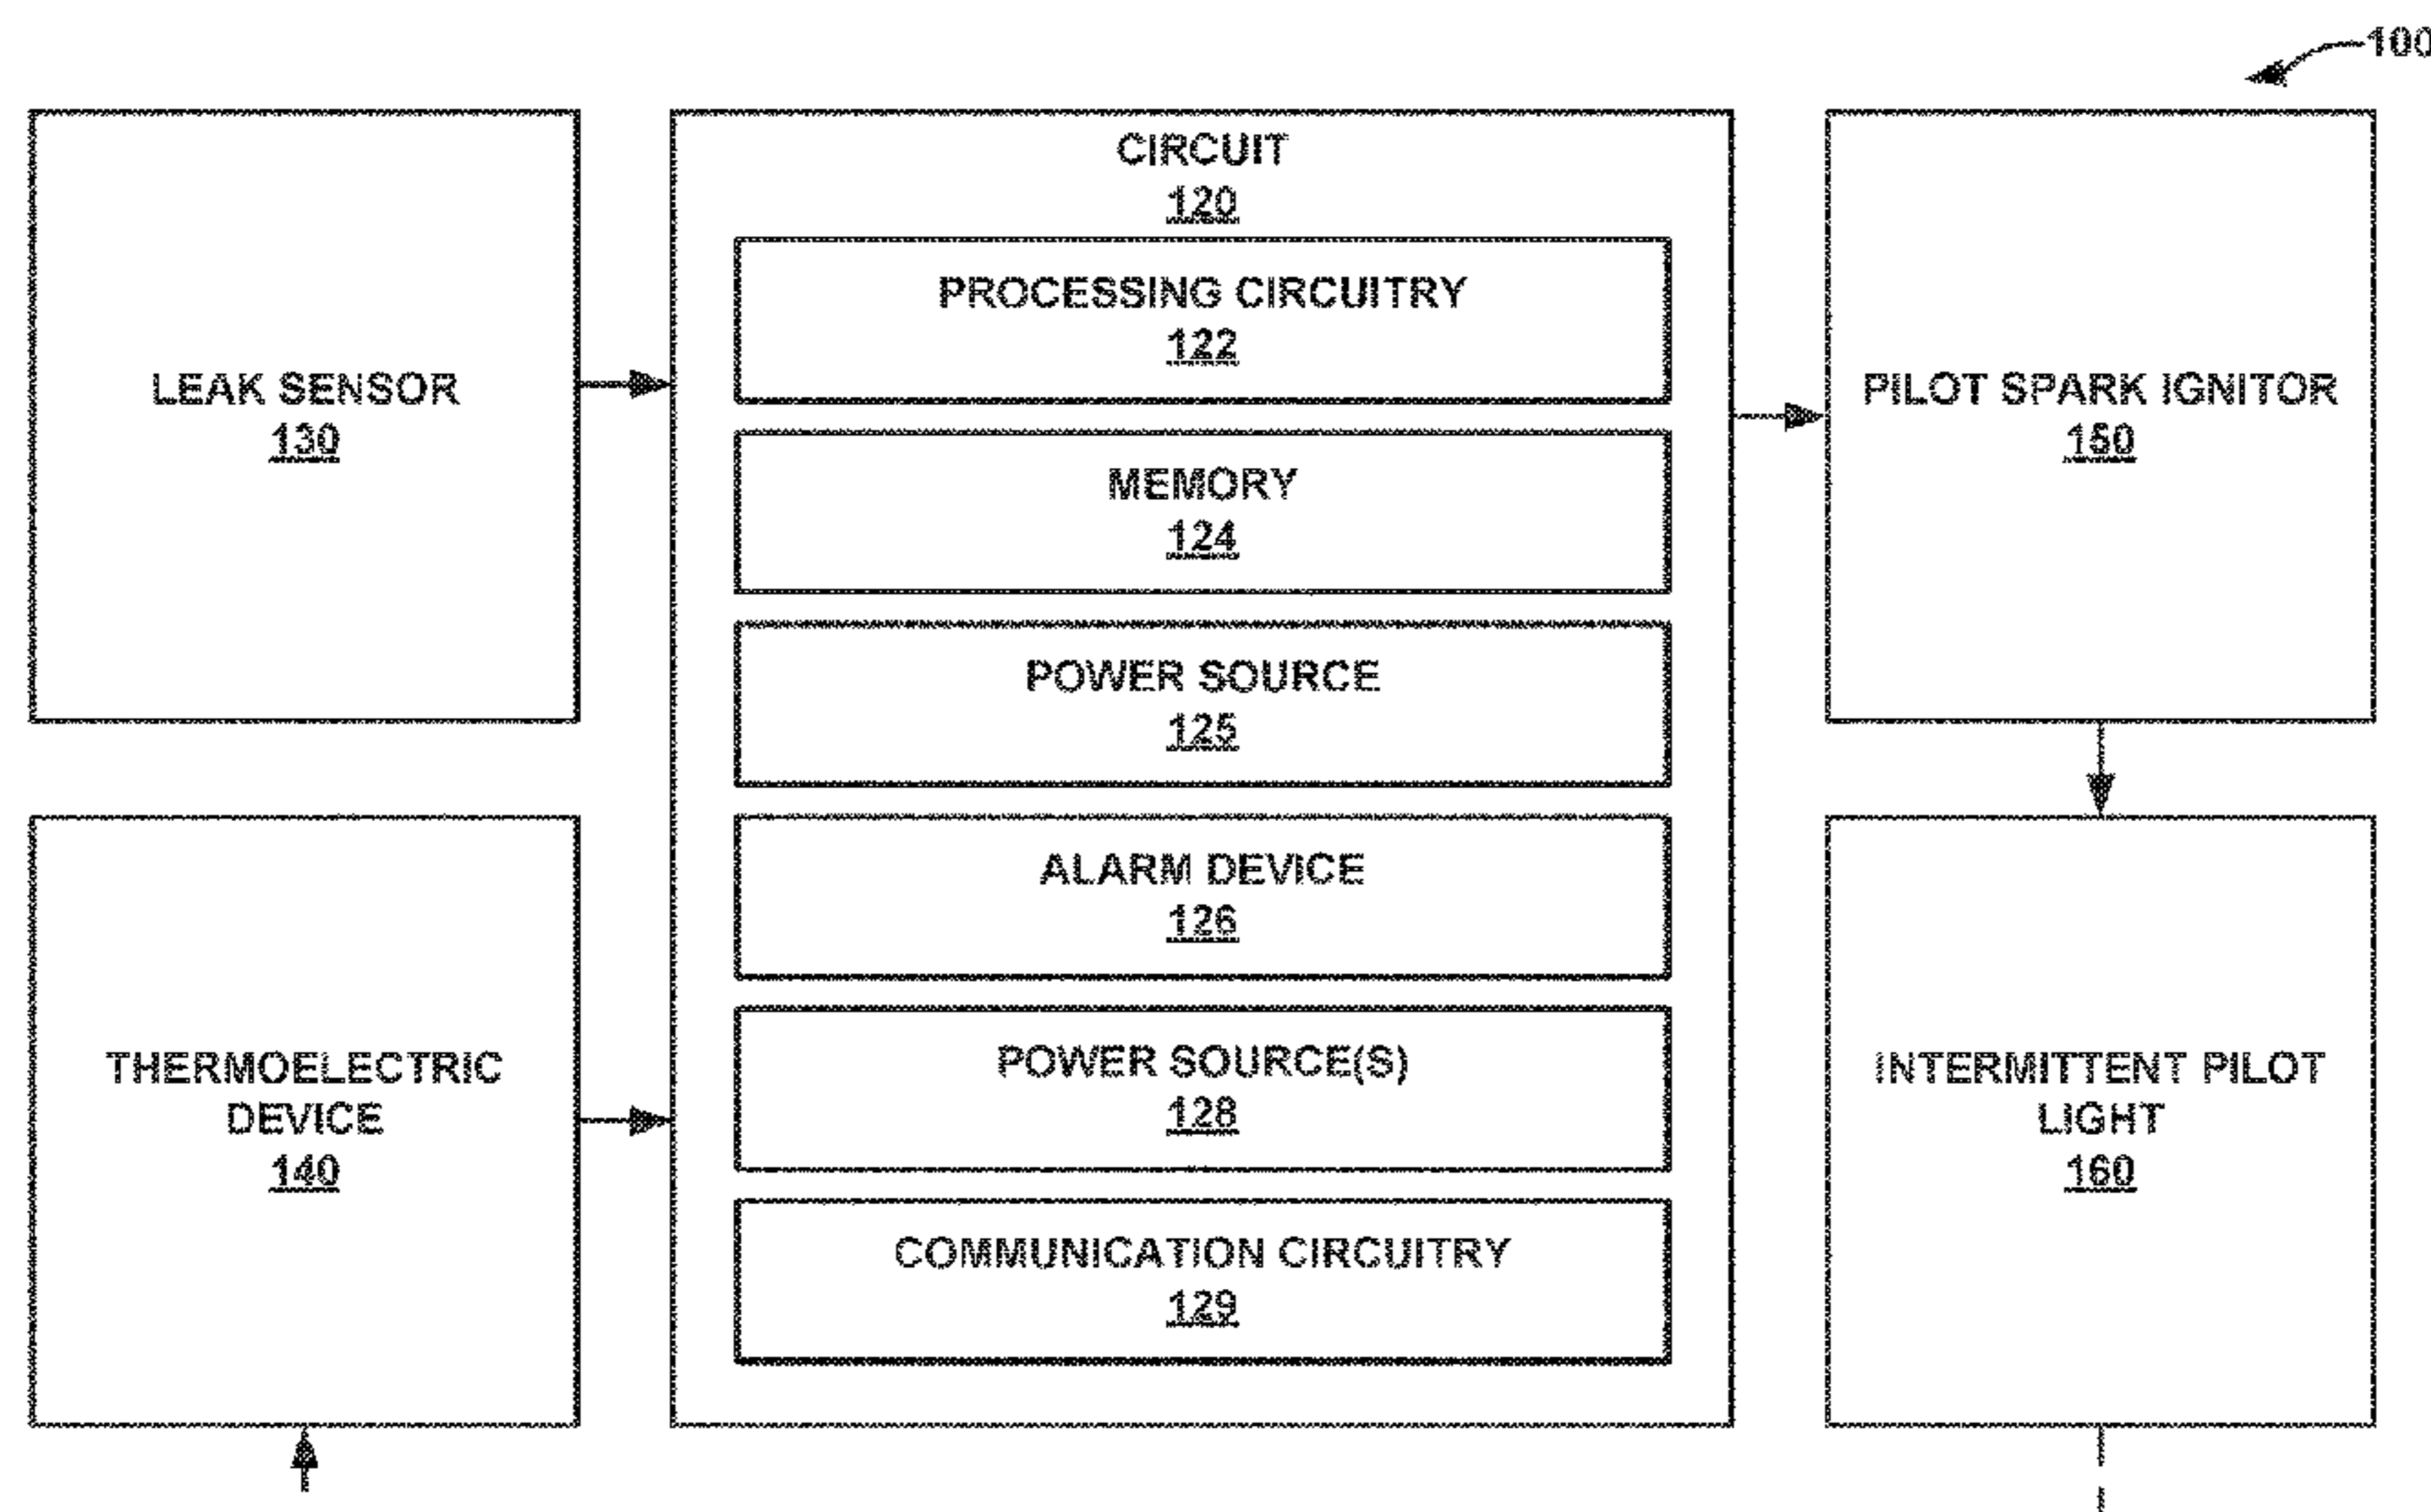 100
LEAK SENSOR
130
THERMOELECTRIC
DEVICE
140
CIRCUIT
120
PROCESSING CIRCUITRY
122
MEMORY
124
POWER SOURCE
125
ALARM DEVICE
126
POWER SOURCE(S)
128
COMMUNICATION CIRCUITRY
129
PILOT SPARK IGNITOR
150
INTERMITTENT PILOT
LIGHT
160